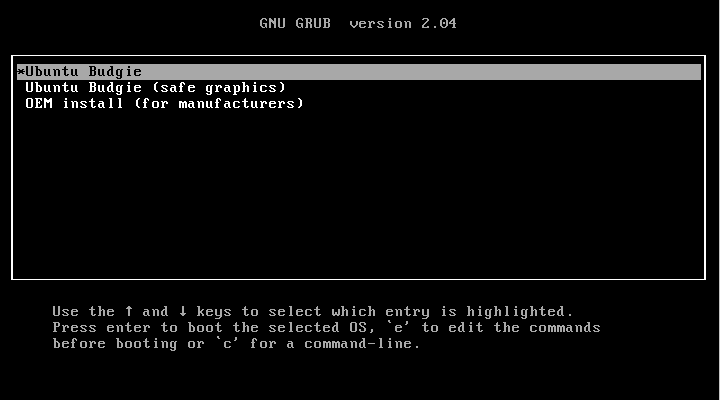 GNU GRUB  version 2.04
*Ubuntu Budgie
Ubuntu Budgie (safe graphics)
OEM install (for manufacturers)
Use the ↑ and ↓ keys to select which entry is highlighted.
Press enter to boot the selected OS, `e' to edit the commands
before booting or `c' for a command-line.